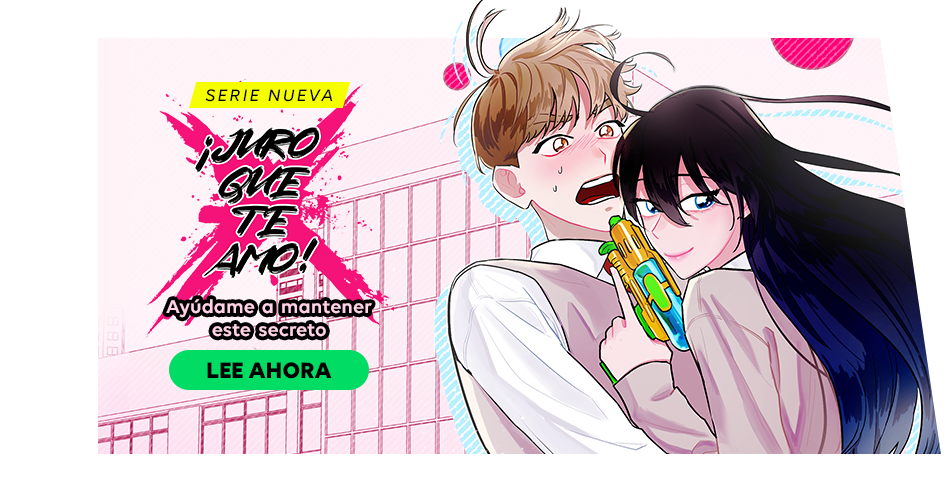 SERIE NUEVA
¡JURO
QUE
TE
AMO!
Ayúdame a mantener
este secreto
LEE AHORA